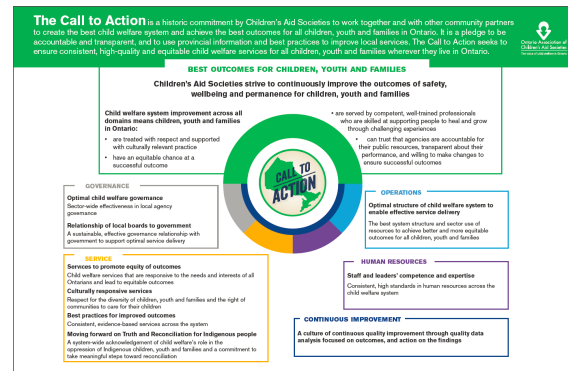 The Call to Action is a historic commitment by Children's Aid Societies to work together and with other community partners
to create the best child welfare system and achieve the best outcomes for all children, youth and families in Ontario. It is a pledge to be
accountable and transparent, and to use provincial information and best practices to improve local services. The Call to Action seeks to
ensure consistent, high-quality and equitable child welfare services for all children, youth and families wherever they live in Ontario.
Ontario Association of
Children's Aid Societies
BEST OUTCOMES FOR CHILDREN, YOUTH AND FAMILIES
Children's Aid Societies strive to continuously improve the outcomes of safety,
wellbeing and permanence for children, youth and families
Child welfare system improvement across all
domains means children, youth and families
in Ontario:
• are treated with respect and supported
with culturally relevant practice
• have an equitable chance at a
successful outcome
• are served by competent, well-trained professionals
who are skilled at supporting people to heal and grow
through challenging experiences
• can trust that agencies are accountable for
their public resources, transparent about their
performance, and willing to make changes to
ensure successful outcomes
CALL TO
ACTION
GOVERNANCE
Optimal child welfare governance
Sector-wide effectiveness in local agency
governance
Relationship of local boards to government
A sustainable, effective governance relationship with
government to support optimal service delivery
OPERATIONS
Optimal structure of child welfare system to
enable effective service delivery
The best system structure and sector use of
resources to achieve better and more equitable
outcomes for all children, youth and families
SERVICE
Services to promote equity of outcomes
Child welfare services that are responsive to the needs and interests of all
Ontarians and lead to equitable outcomes
Culturally responsive services
Respect for the diversity of children, youth and families and the right of
communities to care for their children
Best practices for improved outcomes
Consistent, evidence-based services across the system
Moving forward on Truth and Reconciliation for Indigenous people
A system-wide acknowledgement of child welfare's role in the
oppression of Indigenous children, youth and families and a commitment to
take meaningful steps toward reconciliation
HUMAN RESOURCES
Staff and leaders' competence and expertise
Consistent, high standards in human resources across the
child welfare system
CONTINUOUS IMPROVEMENT
A culture of continuous quality improvement through quality data
analysis focused on outcomes, and action on the findings